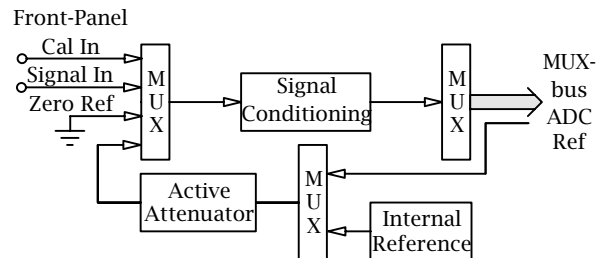 Front-Panel
Cal In
Signal In
Zero Ref
M
U
X
Signal
Conditioning
M
U
X
MUX-
bus
ADC
Ref
Active
Attenuator
M
U
X
Internal
Reference